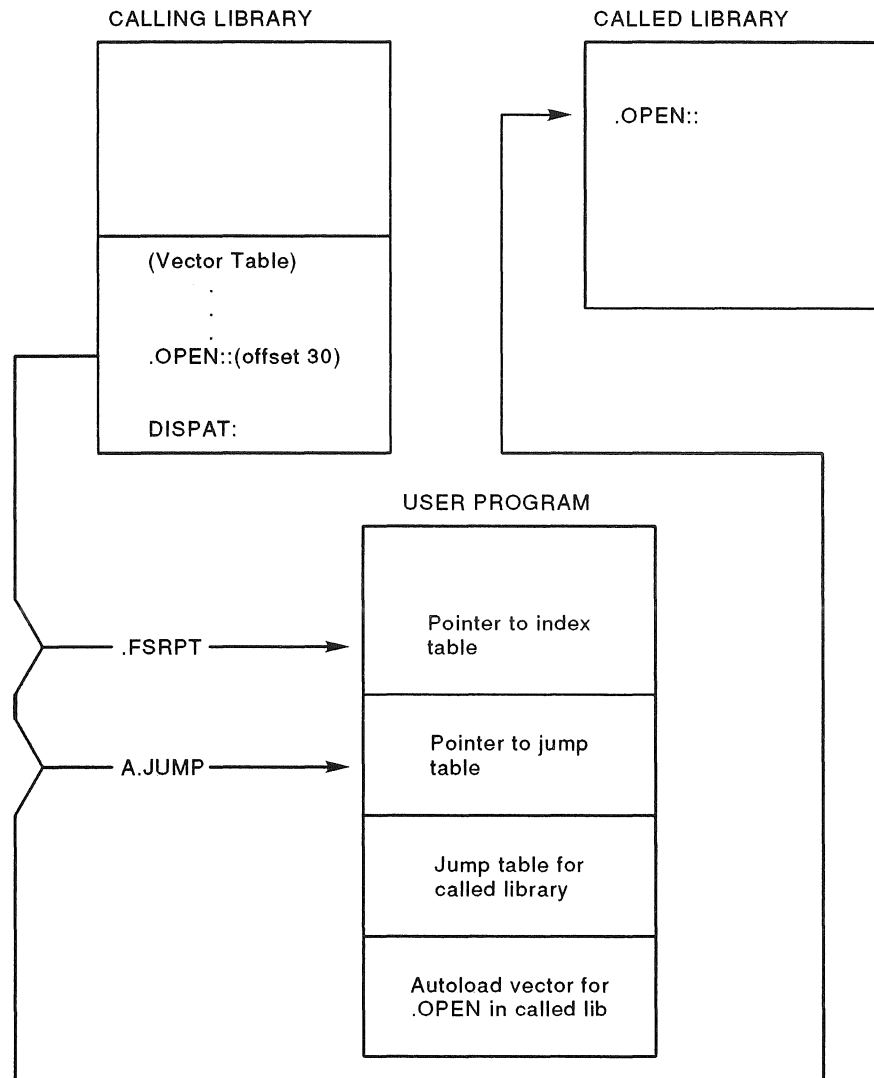 CALLING LIBRARY
CALLED LIBRARY
.OPEN::
(Vector Table)
.
.
.
.OPEN::(offset 30)
DISPAT:
USER PROGRAM
.FSRPT
Pointer to index
table
A.JUMP
Pointer to jump
table
Jump table for
called library
Autoload vector for
.OPEN in called lib